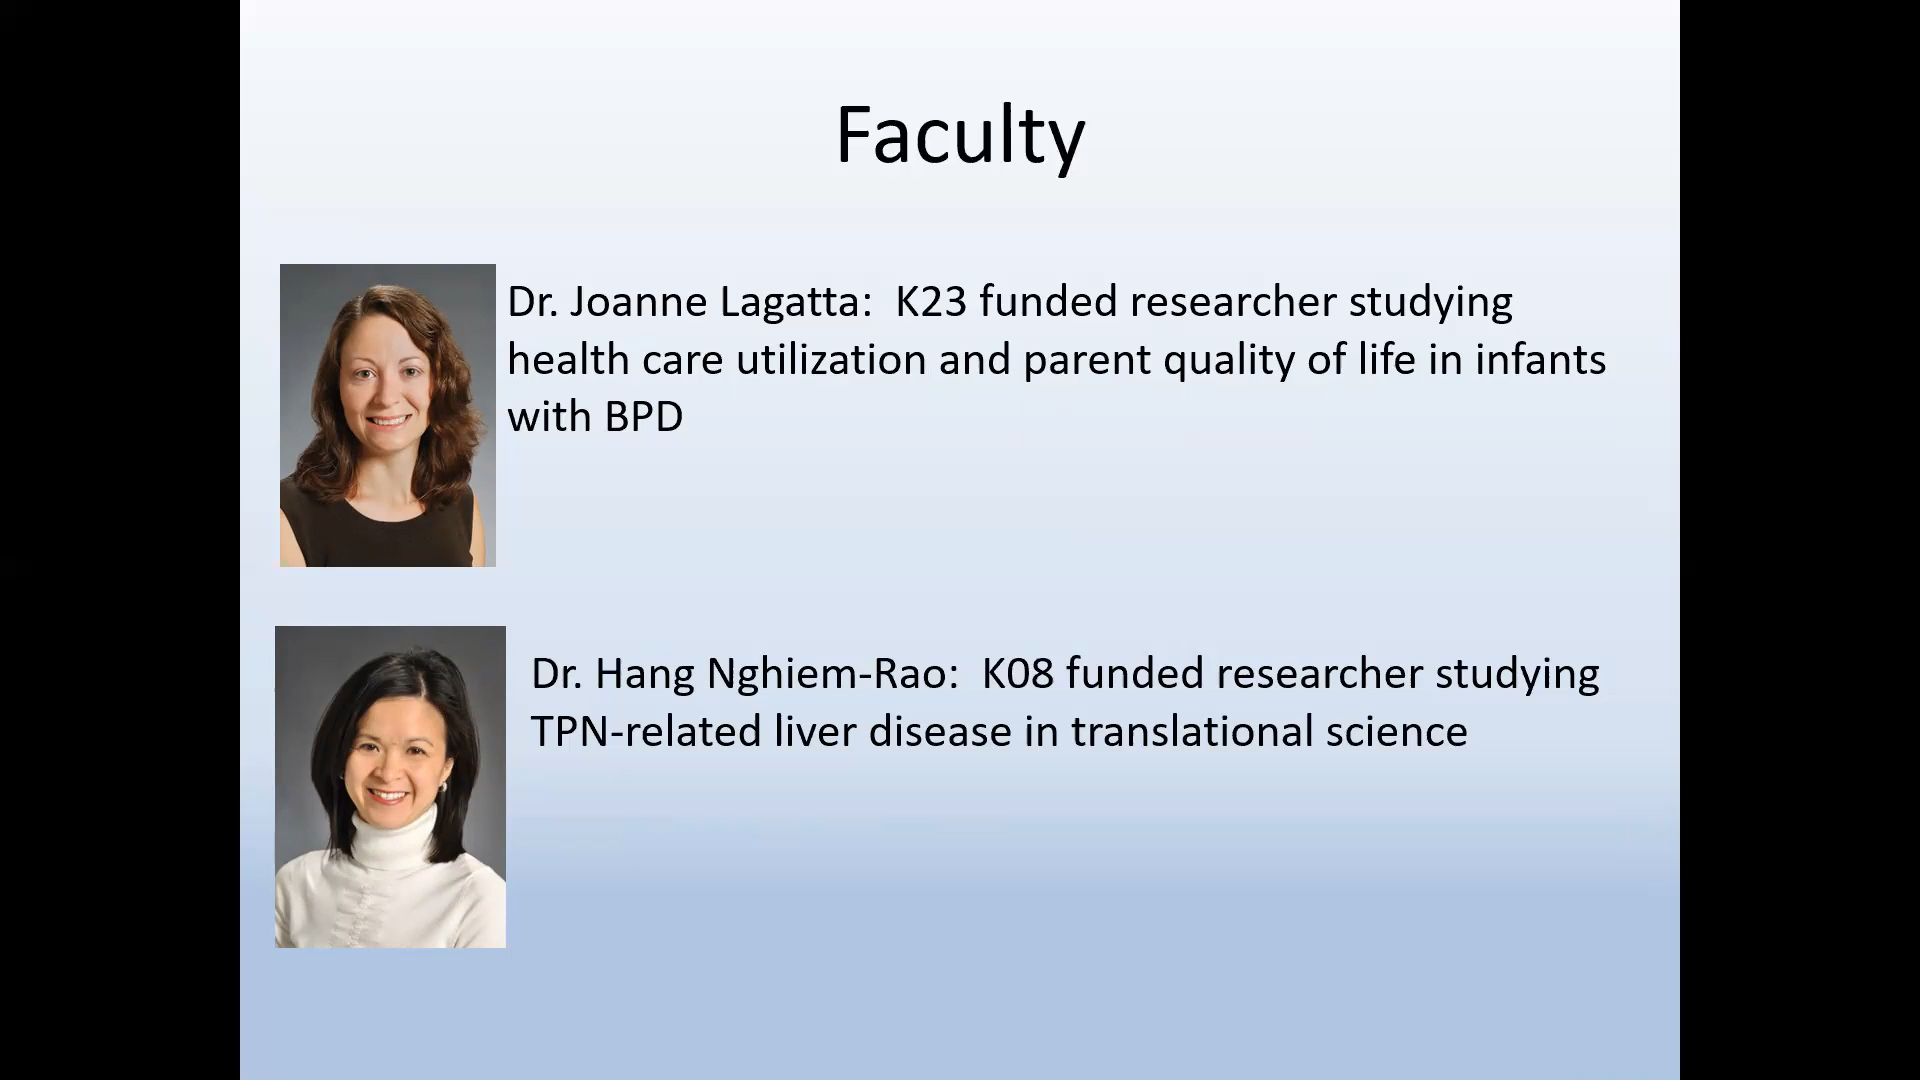 Faculty
Dr. Joanne Lagatta:  K23 funded researcher studying
health care utilization and parent quality of life in infants
with BPD
Dr. Hang Nghiem-Rao:  K08 funded researcher studying
TPN-related liver disease in translational science